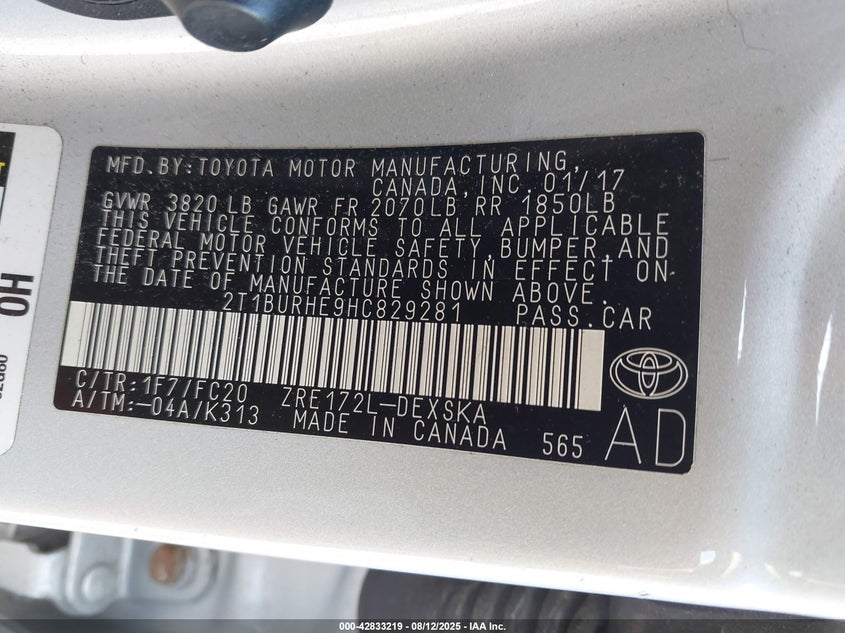 MFD.BY:TOYOTA MOTOR MANUFACTURING,
CANADA,INC. 01/17
GVWR 3820 LB GAWR FR 2070LB RR 1850LB
THIS VEHICLE CONFORMS TO ALL APPLICABLE
FEDERAL MOTOR VEHICLE SAFETY,BUMPER,AND
THEFT PREVENTION STANDARDS IN EFFECT ON
THE DATE OF MANUFACTURE SHOWN ABOVE.
2T1BURHE9HC829281 PASS.CAR
C/TR:1F7/FC20 ZRE172L-DEXSKA
A/TM:-04A/K313 MADE IN CANADA 565
AD
OH
000-42833219 - 08/12/2025 - IAA Inc.